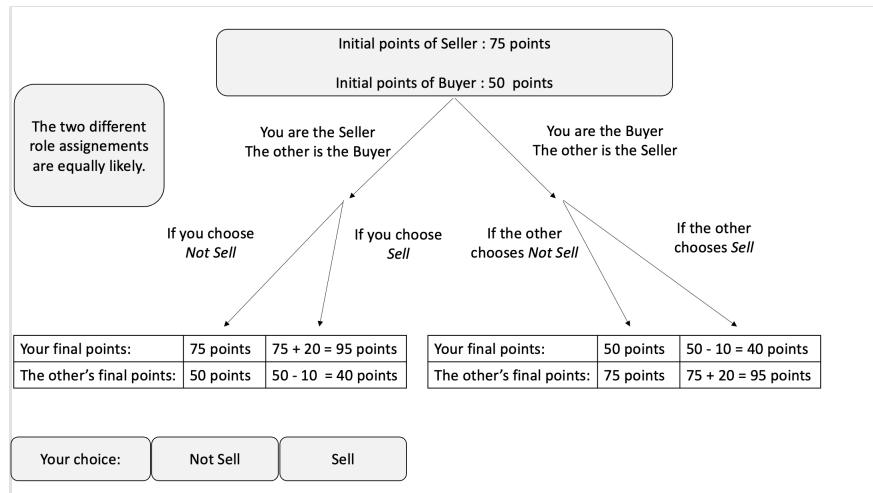 Initial points of Seller : 75 points
Initial points of Buyer : 50 points
The two different
role assignements
are equally likely.
You are the Seller
The other is the Buyer
You are the Buyer
The other is the Seller
If you choose
Not Sell
If you choose
Sell
If the other
chooses Not Sell
If the other
chooses Sell
Your final points: 75 points 75 + 20 = 95 points
The other’s final points: 50 points 50 - 10 = 40 points
Your final points: 50 points 50 - 10 = 40 points
The other’s final points: 75 points 75 + 20 = 95 points
Your choice: Not Sell Sell